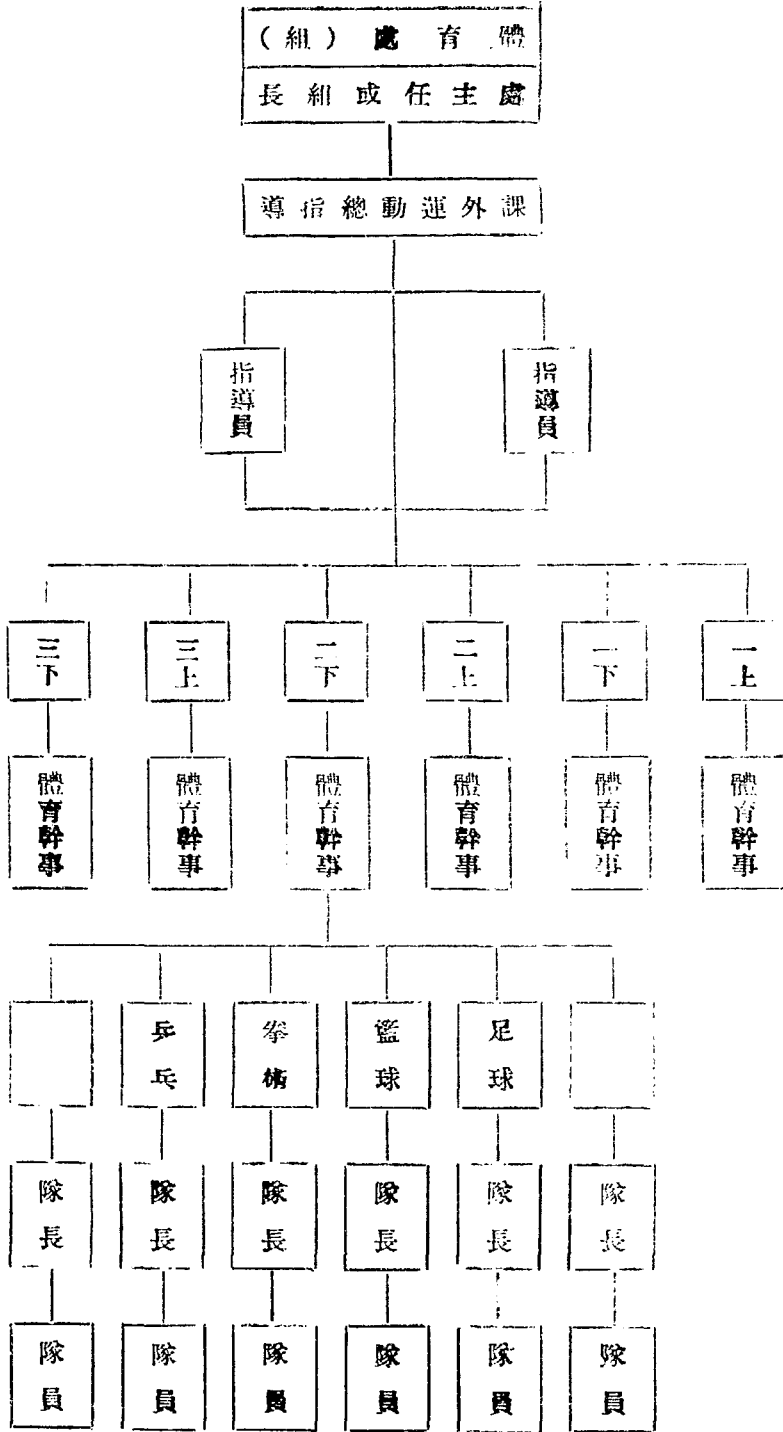 體育處（組）
處主任或組長
課外運動總指導
指導員
指導員
一上
一下
二上
二下
三上
三下
體育幹事
體育幹事
體育幹事
體育幹事
體育幹事
體育幹事
足球
籃球
拳術
乒乓
隊長
隊長
隊長
隊長
隊長
隊長
隊員
隊員
隊員
隊員
隊員
隊員